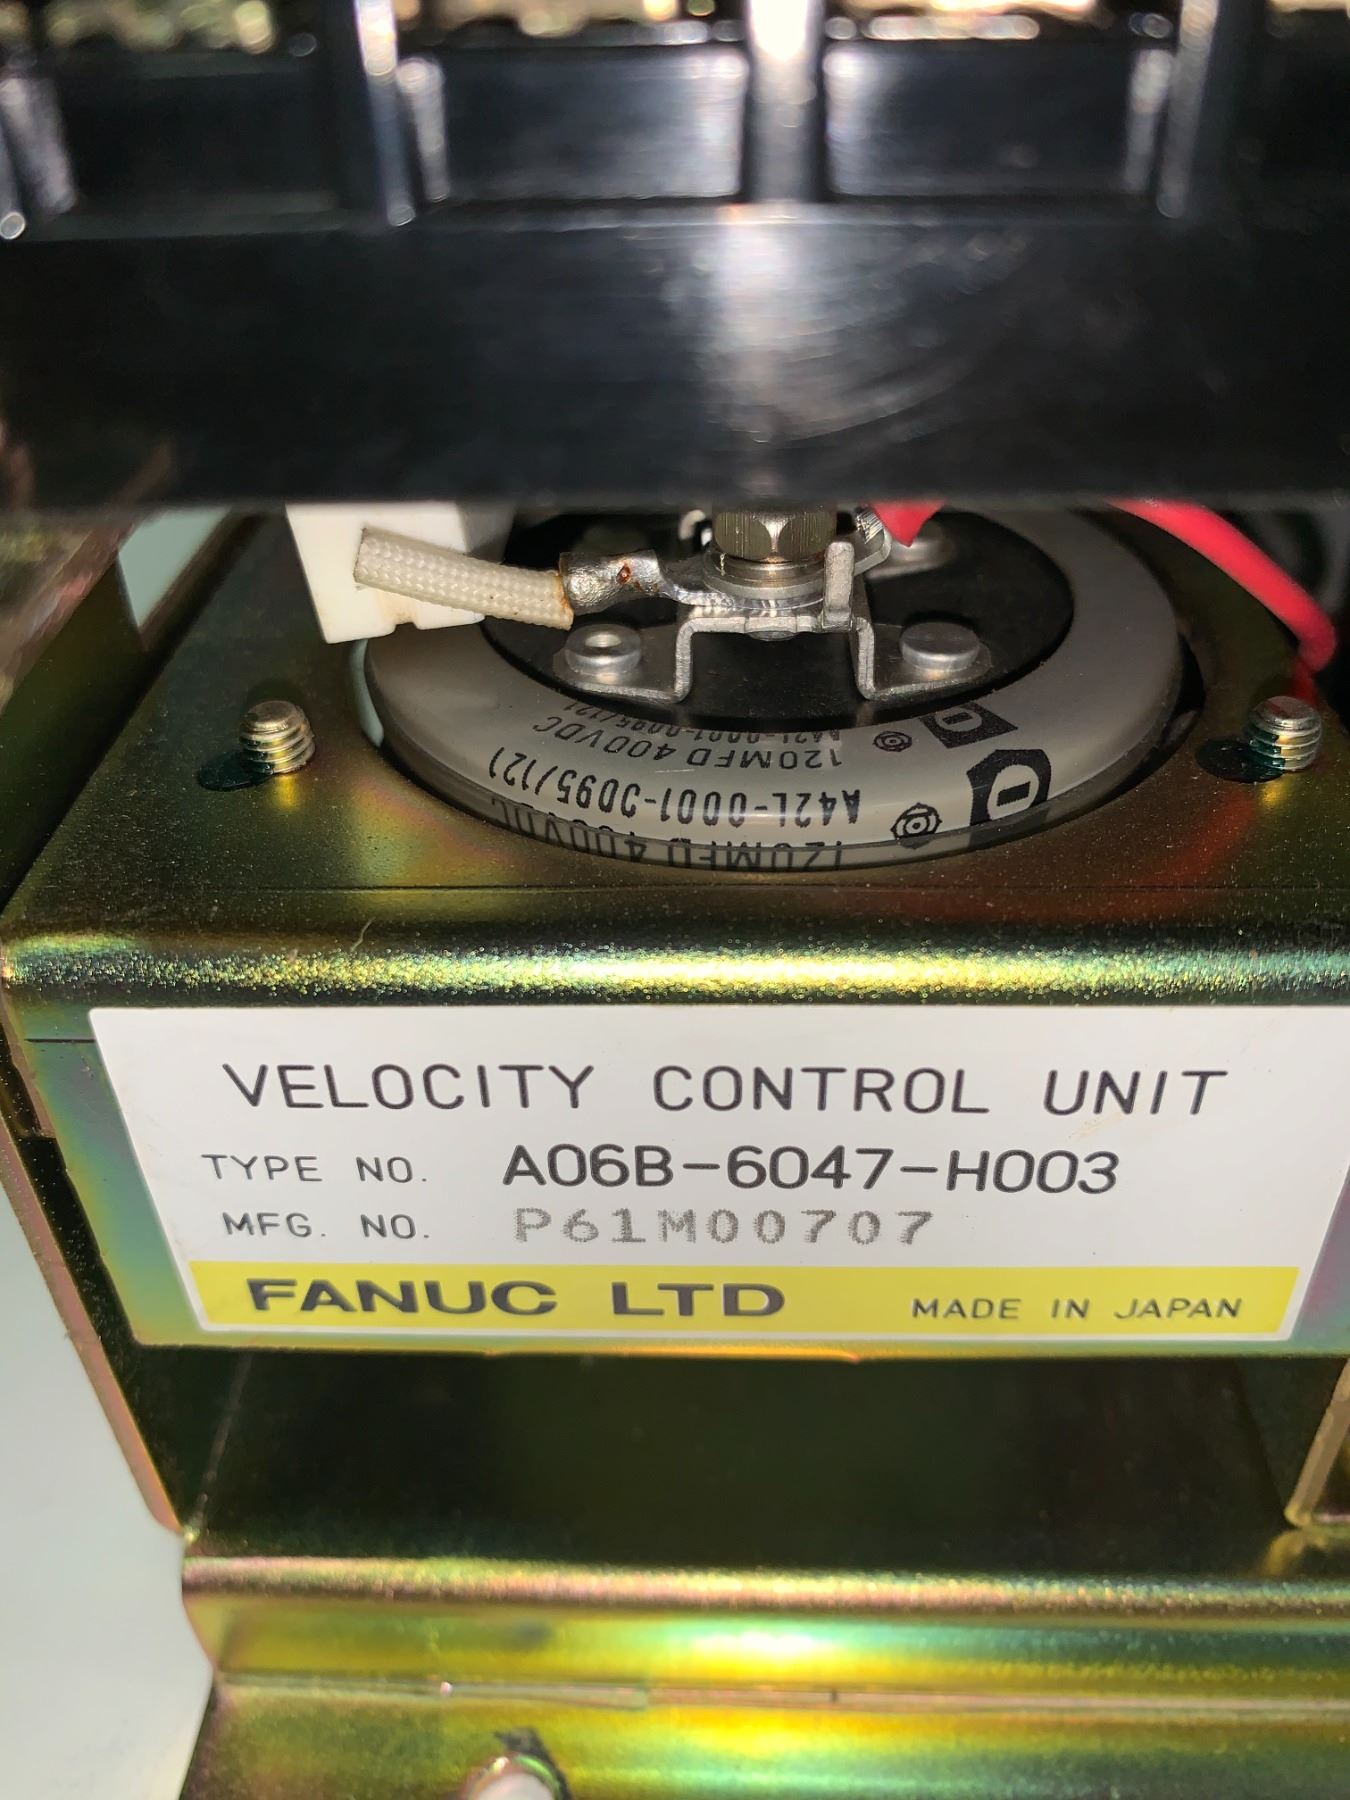 120MFD 400VDC
A42L-0001-0095/121
VELOCITY CONTROL UNIT
TYPE NO. A06B-6047-H003
MFG. NO. P61M00707
FANUC LTD MADE IN JAPAN